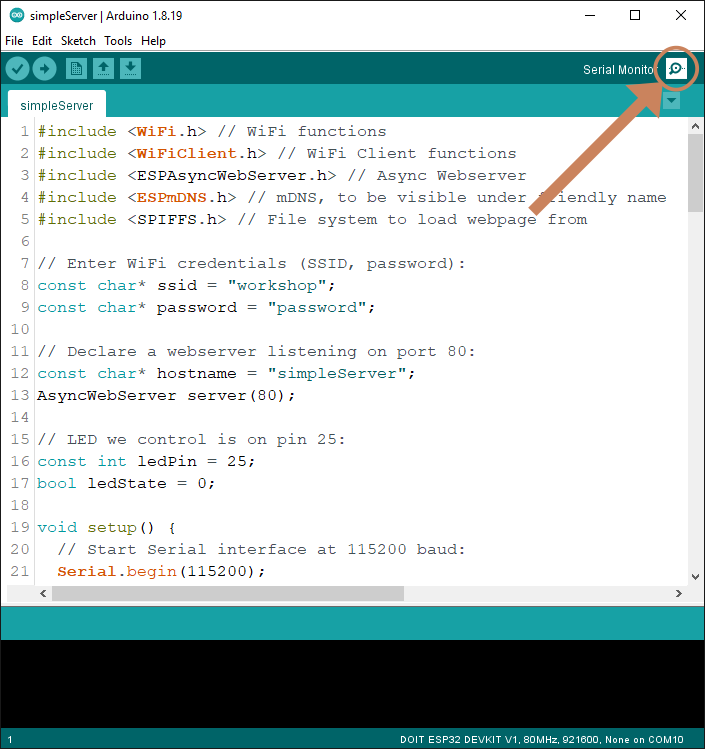 simpleServer | Arduino 1.8.19
File Edit Sketch Tools Help
Serial Monitor
simpleServer
1 #include <WiFi.h> // WiFi functions
2 #include <WiFiClient.h> // WiFi Client functions
3 #include <ESPAsyncWebServer.h> // Async Webserver
4 #include <ESPmDNS.h> // mDNS, to be visible under friendly name
5 #include <SPIFFS.h> // File system to load webpage from
6
7 // Enter WiFi credentials (SSID, password):
8 const char* ssid = "workshop";
9 const char* password = "password";
10
11 // Declare a webserver listening on port 80:
12 const char* hostname = "simpleServer";
13 AsyncWebServer server(80);
14
15 // LED we control is on pin 25:
16 const int ledPin = 25;
17 bool ledState = 0;
18
19 void setup() {
20   // Start Serial interface at 115200 baud:
21   Serial.begin(115200);
1 DOIT ESP32 DEVKIT V1, 80MHz, 921600, None on COM10